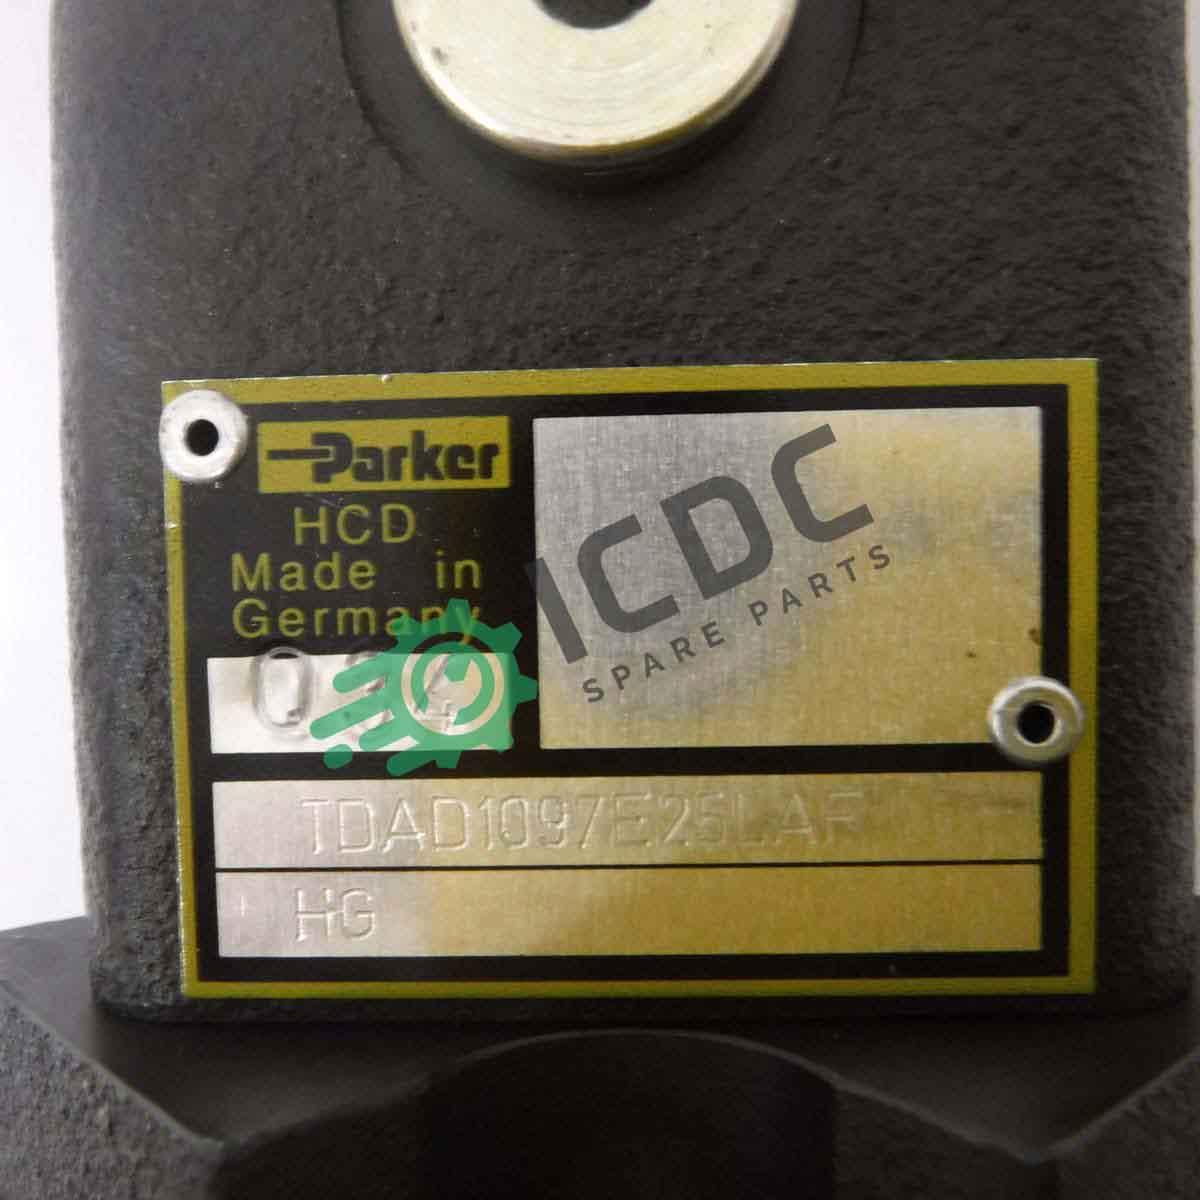 Parker
HCD
Made in
Germany
ICDC
SPARE PARTS
TDAD1097E25LAF
HG